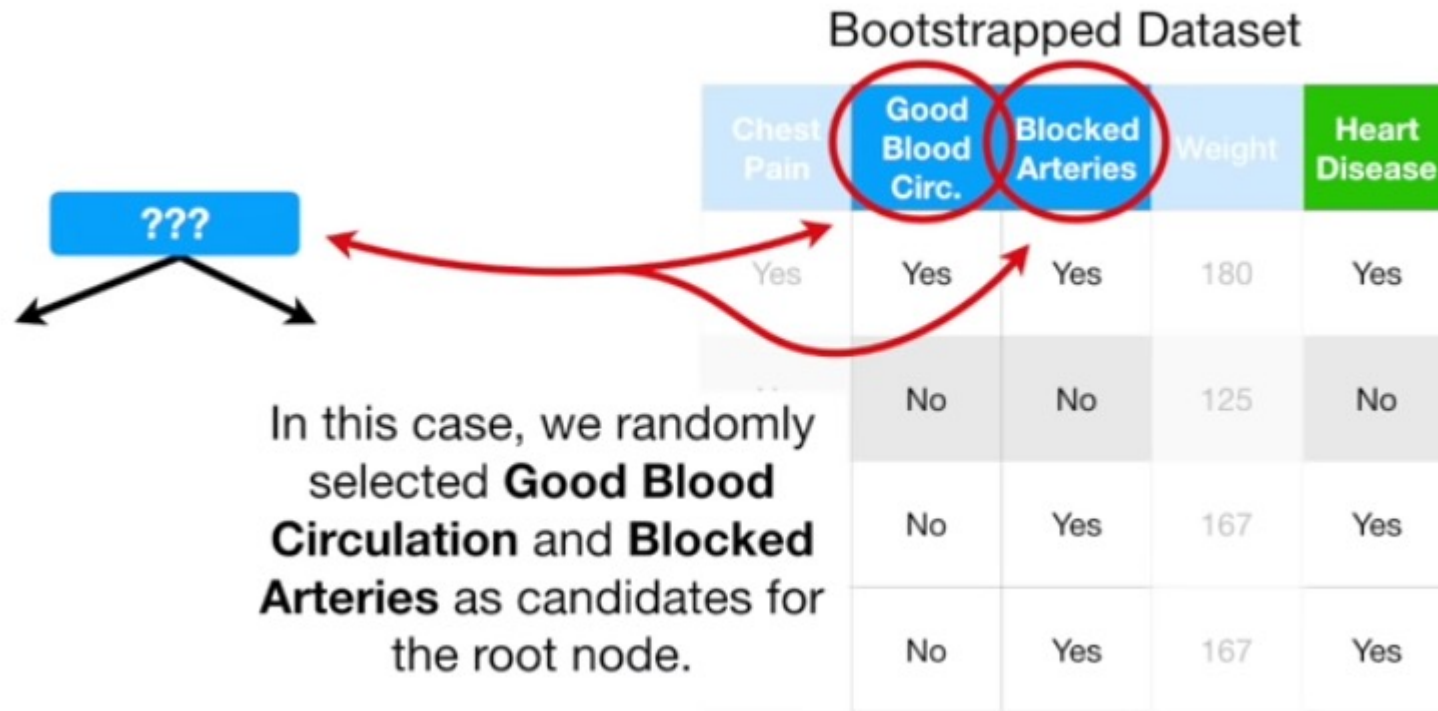 Bootstrapped Dataset
Chest Pain
Good Blood Circ.
Blocked Arteries
Weight
Heart Disease
???
Yes Yes Yes 180 Yes
No No 125 No
No Yes 167 Yes
No Yes 167 Yes
In this case, we randomly
selected Good Blood
Circulation and Blocked
Arteries as candidates for
the root node.